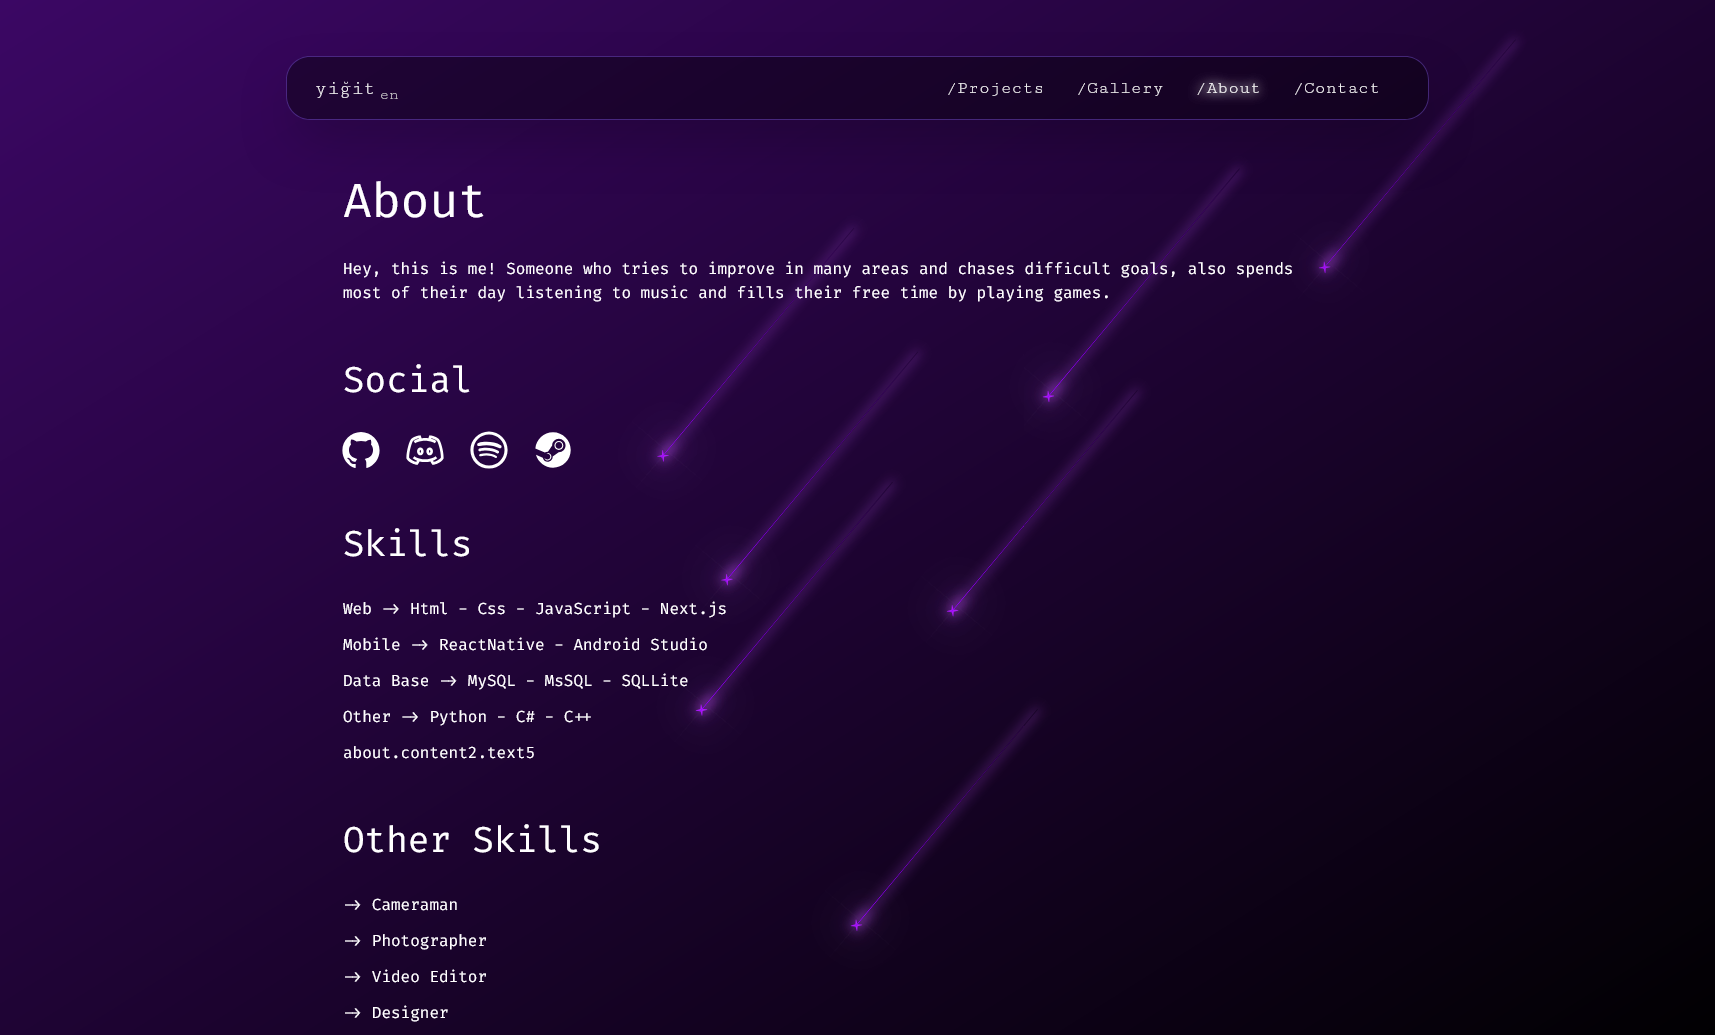 yiğit en
/Projects /Gallery /About /Contact
About
Hey, this is me! Someone who tries to improve in many areas and chases difficult goals, also spends
most of their day listening to music and fills their free time by playing games.
Social
Skills
Web -> Html - Css - JavaScript - Next.js
Mobile -> ReactNative - Android Studio
Data Base -> MySQL - MsSQL - SQLLite
Other -> Python - C# - C++
about.content2.text5
Other Skills
-> Cameraman
-> Photographer
-> Video Editor
-> Designer